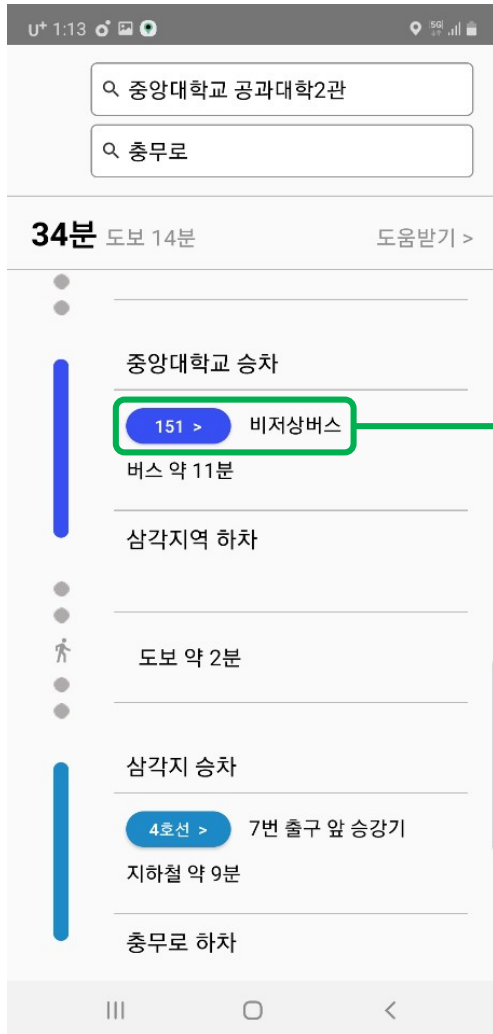 U+ 1:13
5G
중앙대학교 공과대학2관
충무로
34분 도보 14분 도움받기 >
중앙대학교 승차
151 > 비저상버스
버스 약 11분
삼각지역 하차
도보 약 2분
삼각지 승차
4호선 > 7번 출구 앞 승강기
지하철 약 9분
충무로 하차